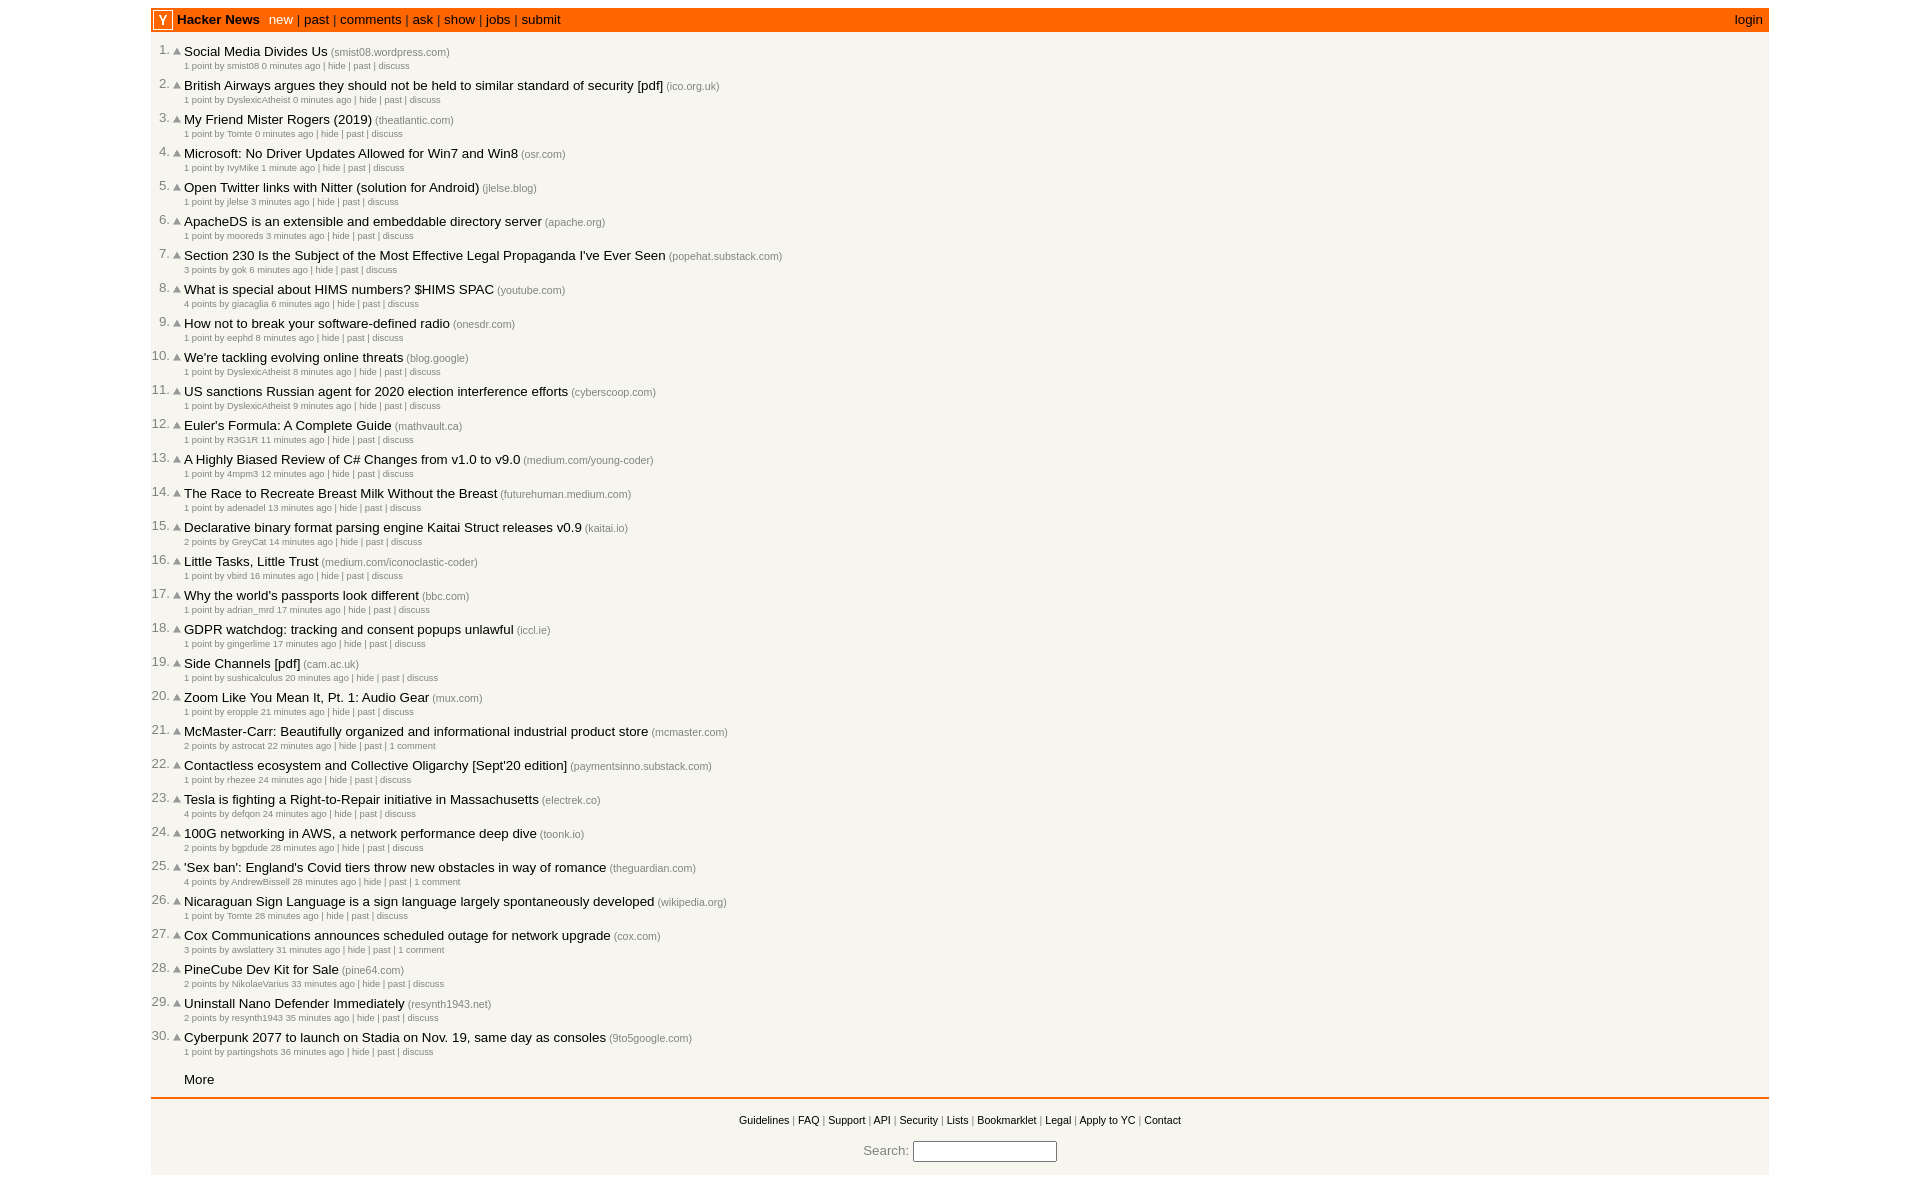 Y Hacker News new | past | comments | ask | show | jobs | submit login
1. Social Media Divides Us (smist08.wordpress.com)
1 point by smist08 0 minutes ago | hide | past | discuss
2. British Airways argues they should not be held to similar standard of security [pdf] (ico.org.uk)
1 point by DyslexicAtheist 0 minutes ago | hide | past | discuss
3. My Friend Mister Rogers (2019) (theatlantic.com)
1 point by Tomte 0 minutes ago | hide | past | discuss
4. Microsoft: No Driver Updates Allowed for Win7 and Win8 (osr.com)
1 point by IvyMike 1 minute ago | hide | past | discuss
5. Open Twitter links with Nitter (solution for Android) (jlelse.blog)
1 point by jlelse 3 minutes ago | hide | past | discuss
6. ApacheDS is an extensible and embeddable directory server (apache.org)
1 point by mooreds 3 minutes ago | hide | past | discuss
7. Section 230 Is the Subject of the Most Effective Legal Propaganda I've Ever Seen (popehat.substack.com)
3 points by gok 6 minutes ago | hide | past | discuss
8. What is special about HIMS numbers? $HIMS SPAC (youtube.com)
4 points by giacaglia 6 minutes ago | hide | past | discuss
9. How not to break your software-defined radio (onesdr.com)
1 point by eephd 8 minutes ago | hide | past | discuss
10. We're tackling evolving online threats (blog.google)
1 point by DyslexicAtheist 8 minutes ago | hide | past | discuss
11. US sanctions Russian agent for 2020 election interference efforts (cyberscoop.com)
1 point by DyslexicAtheist 9 minutes ago | hide | past | discuss
12. Euler's Formula: A Complete Guide (mathvault.ca)
1 point by R3G1R 11 minutes ago | hide | past | discuss
13. A Highly Biased Review of C# Changes from v1.0 to v9.0 (medium.com/young-coder)
1 point by 4mpm3 12 minutes ago | hide | past | discuss
14. The Race to Recreate Breast Milk Without the Breast (futurehuman.medium.com)
1 point by adenadel 13 minutes ago | hide | past | discuss
15. Declarative binary format parsing engine Kaitai Struct releases v0.9 (kaitai.io)
2 points by GreyCat 14 minutes ago | hide | past | discuss
16. Little Tasks, Little Trust (medium.com/iconoclastic-coder)
1 point by vbird 16 minutes ago | hide | past | discuss
17. Why the world's passports look different (bbc.com)
1 point by adrian_mrd 17 minutes ago | hide | past | discuss
18. GDPR watchdog: tracking and consent popups unlawful (iccl.ie)
1 point by gingerlime 17 minutes ago | hide | past | discuss
19. Side Channels [pdf] (cam.ac.uk)
1 point by sushicalculus 20 minutes ago | hide | past | discuss
20. Zoom Like You Mean It, Pt. 1: Audio Gear (mux.com)
1 point by eropple 21 minutes ago | hide | past | discuss
21. McMaster-Carr: Beautifully organized and informational industrial product store (mcmaster.com)
2 points by astrocat 22 minutes ago | hide | past | 1 comment
22. Contactless ecosystem and Collective Oligarchy [Sept'20 edition] (paymentsinno.substack.com)
1 point by rhezee 24 minutes ago | hide | past | discuss
23. Tesla is fighting a Right-to-Repair initiative in Massachusetts (electrek.co)
4 points by defqon 24 minutes ago | hide | past | discuss
24. 100G networking in AWS, a network performance deep dive (toonk.io)
2 points by bgpdude 28 minutes ago | hide | past | discuss
25. 'Sex ban': England's Covid tiers throw new obstacles in way of romance (theguardian.com)
4 points by AndrewBissell 28 minutes ago | hide | past | 1 comment
26. Nicaraguan Sign Language is a sign language largely spontaneously developed (wikipedia.org)
1 point by Tomte 28 minutes ago | hide | past | discuss
27. Cox Communications announces scheduled outage for network upgrade (cox.com)
3 points by awslattery 31 minutes ago | hide | past | 1 comment
28. PineCube Dev Kit for Sale (pine64.com)
2 points by NikolaeVarius 33 minutes ago | hide | past | discuss
29. Uninstall Nano Defender Immediately (resynth1943.net)
2 points by resynth1943 35 minutes ago | hide | past | discuss
30. Cyberpunk 2077 to launch on Stadia on Nov. 19, same day as consoles (9to5google.com)
1 point by partingshots 36 minutes ago | hide | past | discuss
More
Guidelines | FAQ | Support | API | Security | Lists | Bookmarklet | Legal | Apply to YC | Contact
Search: